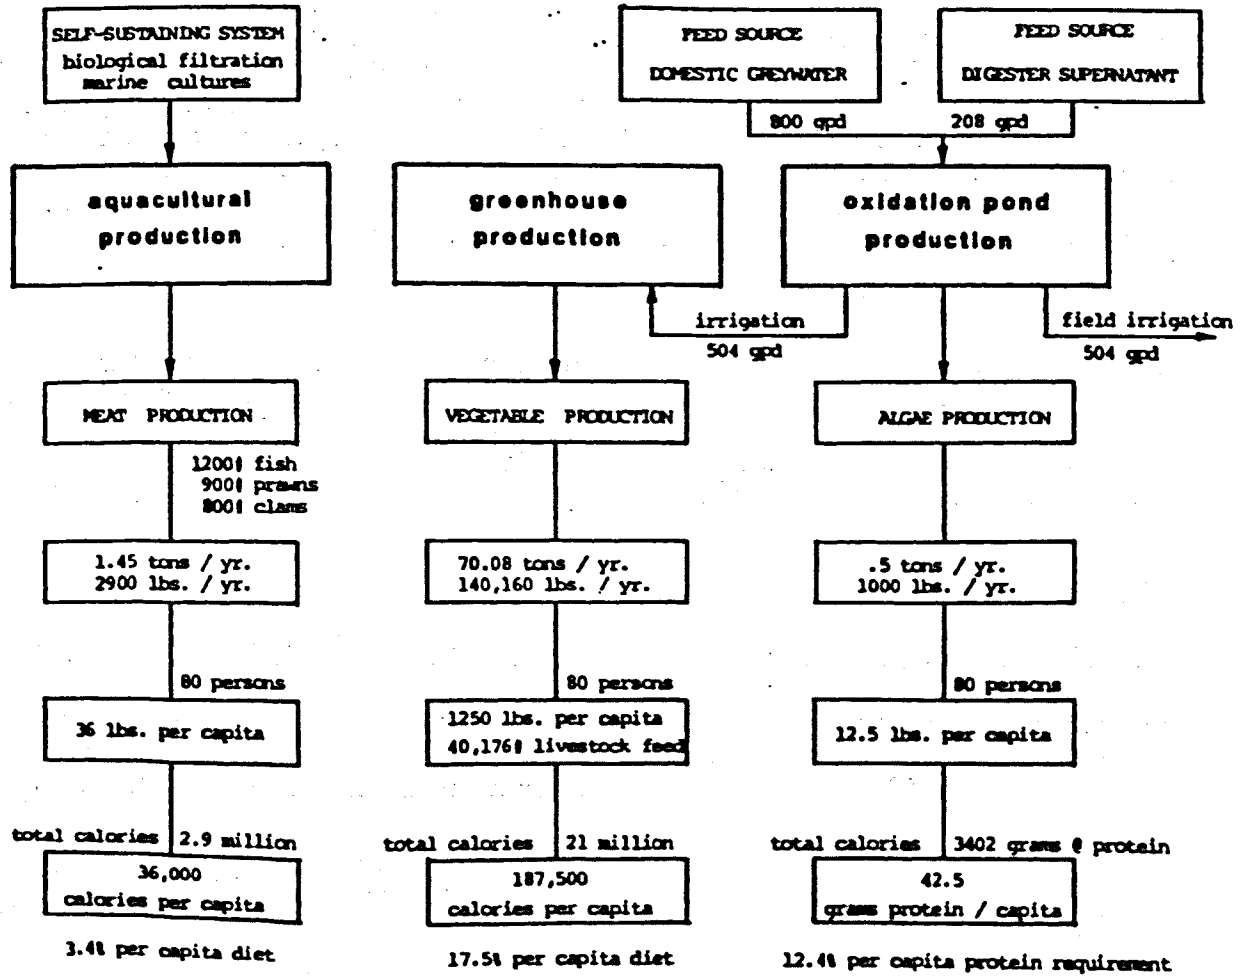 SELF-SUSTAINING SYSTEM
biological filtration
marine cultures
FEED SOURCE
DOMESTIC GREYWATER
FEED SOURCE
DIGESTER SUPERNATANT
800 gpd
208 gpd
aquacultural
production
greenhouse
production
oxidation pond
production
irrigation
504 gpd
field irrigation
504 gpd
MEAT PRODUCTION
VEGETABLE PRODUCTION
ALGAE PRODUCTION
1200# fish
900# prawns
800# clams
1.45 tons / yr.
2900 lbs. / yr.
70.08 tons / yr.
140,160 lbs. / yr.
.5 tons / yr.
1000 lbs. / yr.
80 persons
80 persons
80 persons
36 lbs. per capita
1250 lbs. per capita
40,176# livestock feed
12.5 lbs. per capita
total calories 2.9 million
total calories 21 million
total calories 3402 grams @ protein
36,000
calories per capita
187,500
calories per capita
42.5
grams protein / capita
3.4% per capita diet
17.5% per capita diet
12.4% per capita protein requirement